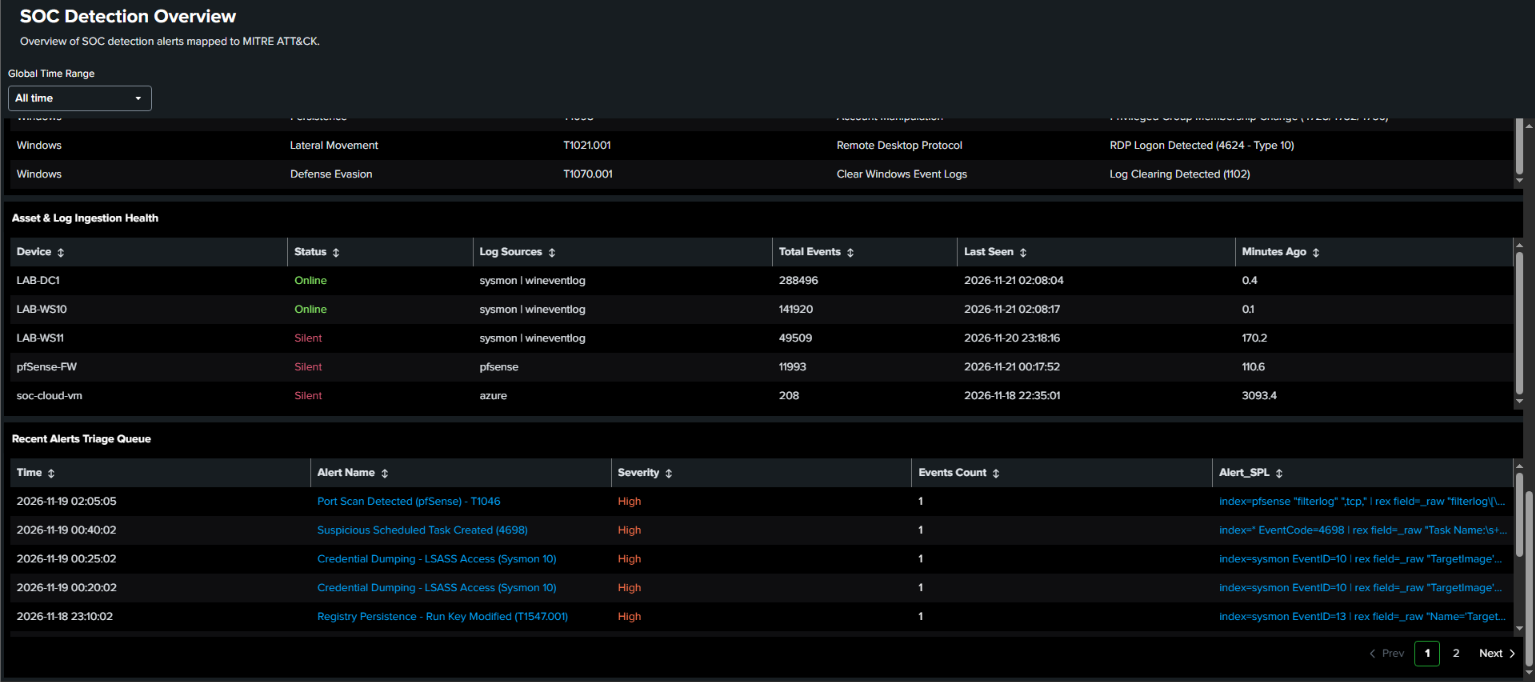 SOC Detection Overview
Overview of SOC detection alerts mapped to MITRE ATT&CK.
Global Time Range
All time
Windows Persistence T1098 Account Manipulation Privileged Group Membership Change
Windows Lateral Movement T1021.001 Remote Desktop Protocol RDP Logon Detected (4624 - Type 10)
Windows Defense Evasion T1070.001 Clear Windows Event Logs Log Clearing Detected (1102)
Asset & Log Ingestion Health
Device Status Log Sources Total Events Last Seen Minutes Ago
LAB-DC1 Online sysmon | wineventlog 288496 2026-11-21 02:08:04 0.4
LAB-WS10 Online sysmon | wineventlog 141920 2026-11-21 02:08:17 0.1
LAB-WS11 Silent sysmon | wineventlog 49509 2026-11-20 23:18:16 170.2
pfSense-FW Silent pfsense 11993 2026-11-21 00:17:52 110.6
soc-cloud-vm Silent azure 208 2026-11-18 22:35:01 3093.4
Recent Alerts Triage Queue
Time Alert Name Severity Events Count Alert_SPL
2026-11-19 02:05:05 Port Scan Detected (pfSense) - T1046 High 1 index=pfsense "filterlog" ",tcp," | rex field=_raw "filterlog\[\...
2026-11-19 00:40:02 Suspicious Scheduled Task Created (4698) High 1 index=* EventCode=4698 | rex field=_raw "Task Name:\s+...
2026-11-19 00:25:02 Credential Dumping - LSASS Access (Sysmon 10) High 1 index=sysmon EventID=10 | rex field=_raw "TargetImage'...
2026-11-19 00:20:02 Credential Dumping - LSASS Access (Sysmon 10) High 1 index=sysmon EventID=10 | rex field=_raw "TargetImage'...
2026-11-18 23:10:02 Registry Persistence - Run Key Modified (T1547.001) High 1 index=sysmon EventID=13 | rex field=_raw "Name='Target...
Prev 1 2 Next